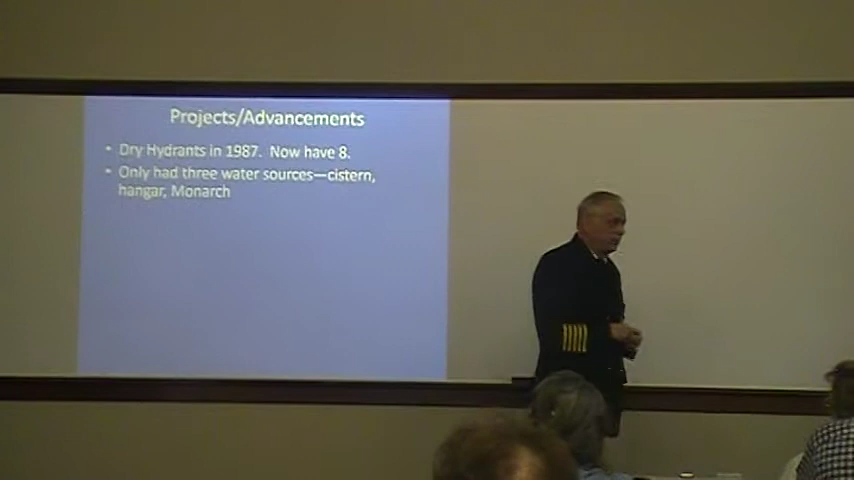 Projects/Advancements
• Dry Hydrants in 1987. Now have 8.
• Only had three water sources—cistern,
hangar, Monarch